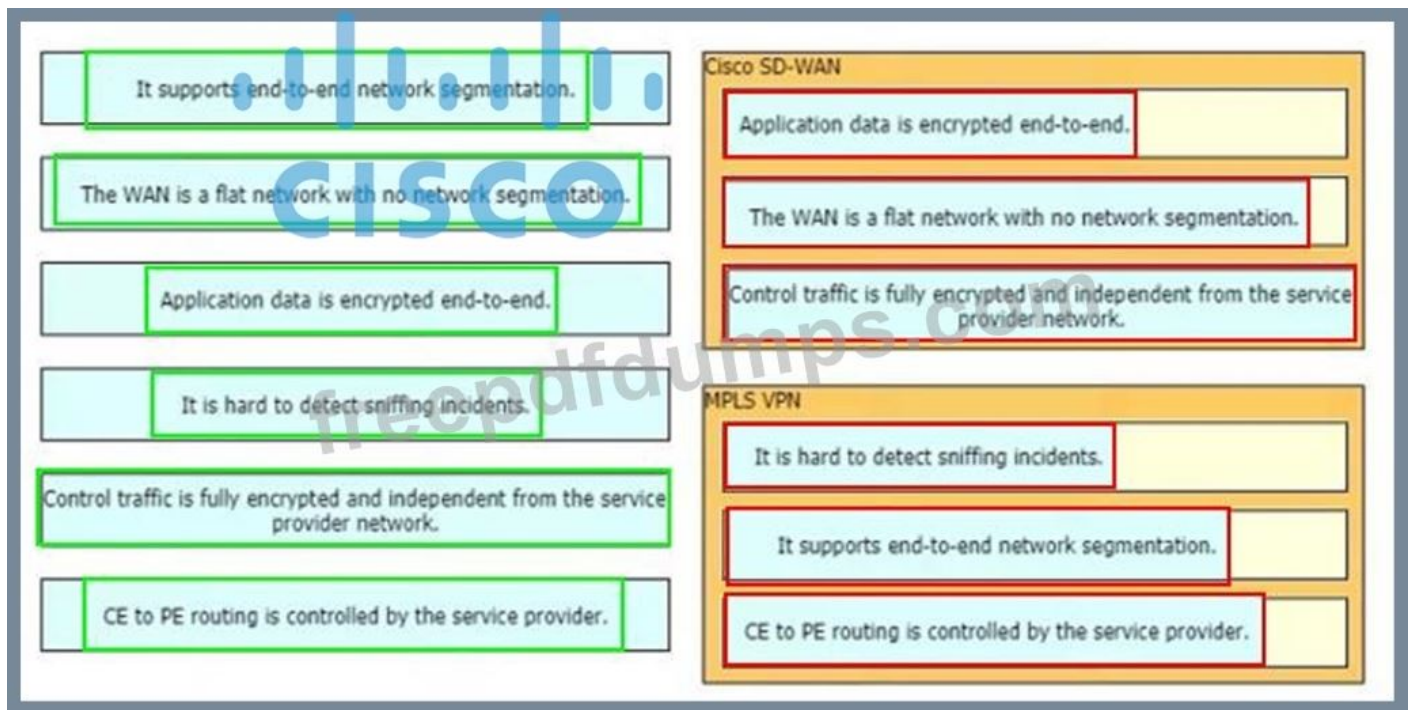 It supports end-to-end network segmentation.
The WAN is a flat network with no network segmentation.
Application data is encrypted end-to-end.
It is hard to detect sniffing incidents.
Control traffic is fully encrypted and independent from the service
provider network.
CE to PE routing is controlled by the service provider.
CISCO
Cisco SD-WAN
Application data is encrypted end-to-end.
The WAN is a flat network with no network segmentation.
Control traffic is fully encrypted and independent from the service
provider network.
MPLS VPN
It is hard to detect sniffing incidents.
It supports end-to-end network segmentation.
CE to PE routing is controlled by the service provider.
freepdfdumps.com